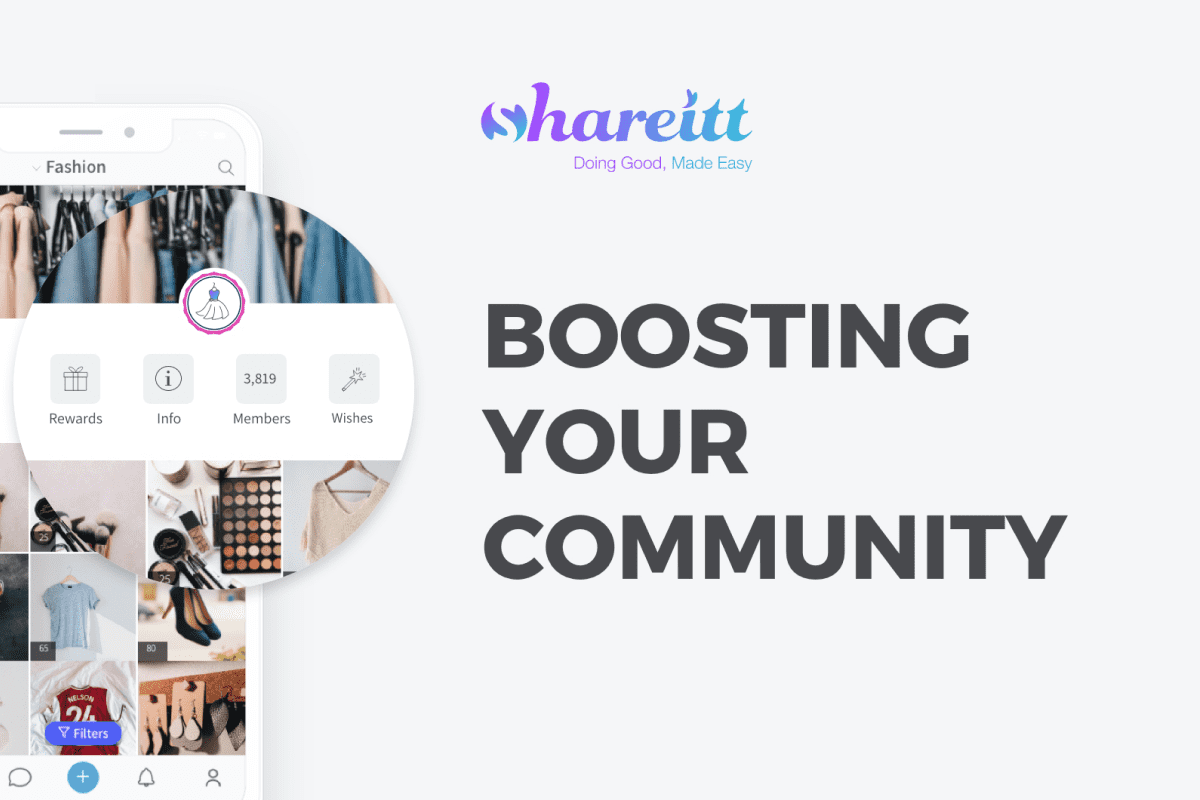 shareitt
Doing Good, Made Easy
BOOSTING
YOUR
COMMUNITY
Fashion
Rewards
Info
3,819
Members
Wishes
25
25
65
80
NELSON
24
Filters